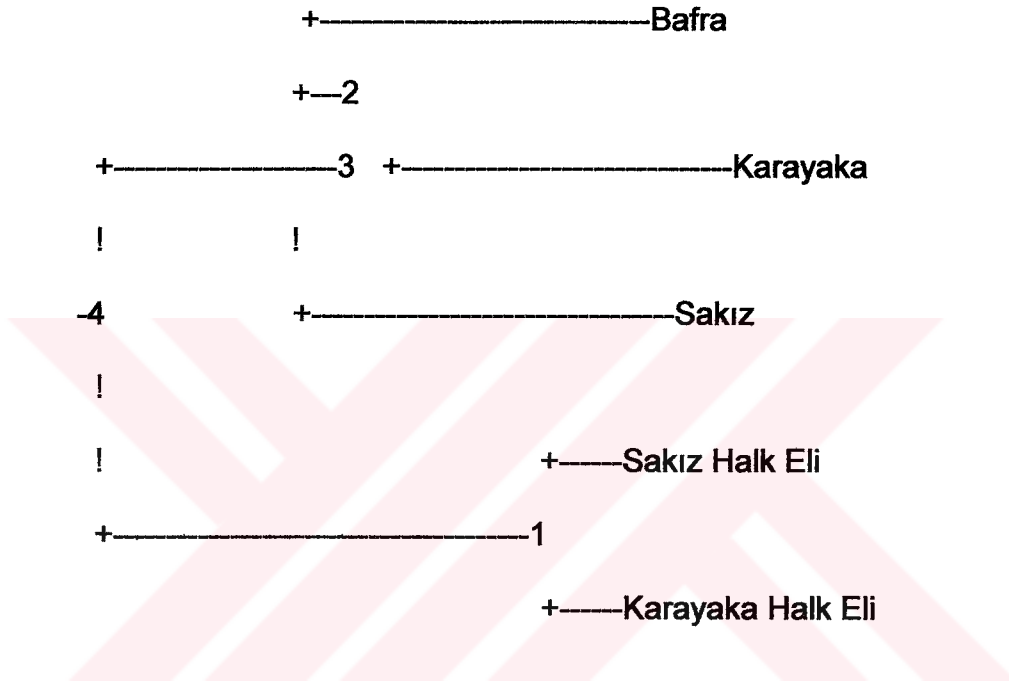 +------------------------------Bafra
+---2
+---------------------3 +------------------------------Karayaka
! !
-4 +---------------------------------Sakız
!
! +------Sakız Halk Eli
+--------------------------------------1
+------Karayaka Halk Eli